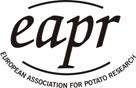 eapr
EUROPEAN ASSOCIATION FOR POTATO RESEARCH